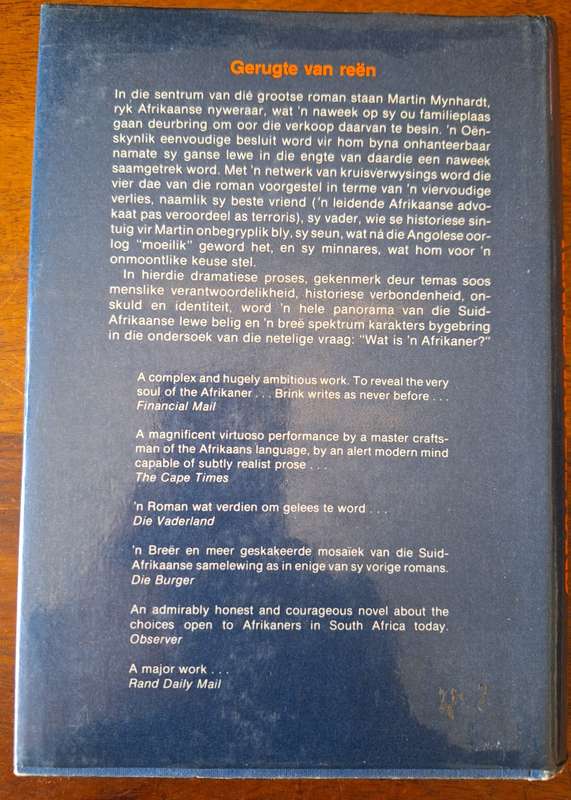 Gerugte van reën
In die sentrum van dié grootse roman staan Martin Mynhardt,
ryk Afrikaanse nyweraar, wat 'n naweek op sy ou familieplaas
gaan deurbring om oor die verkoop daarvan te besin. 'n Oën-
skynlik eenvoudige besluit word vir hom byna onhanteerbaar
namate sy ganse lewe in die engte van daardie een naweek
saamgetrek word. Met 'n netwerk van kruisverwysings word die
vier dae van die roman voorgestel in terme van 'n viervoudige
verlies, naamlik sy beste vriend ('n leidende Afrikaanse advo-
kaat pas veroordeel as terroris), sy vader, wie se historiese sin-
tuig vir Martin onbegryplik bly, sy seun, wat ná die Angolese oor-
log "moeilik" geword het, en sy minnares, wat hom voor 'n
onmoontlike keuse stel.
In hierdie dramatiese proses, gekenmerk deur temas soos
menslike verantwoordelikheid, historiese verbondenheid, on-
skuld en identiteit, word 'n hele panorama van die Suid-
Afrikaanse lewe belig en 'n breë spektrum karakters bygebring
in die ondersoek van die netelige vraag: "Wat is 'n Afrikaner?"
A complex and hugely ambitious work. To reveal the very
soul of the Afrikaner . . . Brink writes as never before . . .
Financial Mail
A magnificent virtuoso performance by a master crafts-
man of the Afrikaans language, by an alert modern mind
capable of subtly realist prose . . .
The Cape Times
'n Roman wat verdien om gelees te word . . .
Die Vaderland
'n Breër en meer geskakeerde mosaïek van die Suid-
Afrikaanse samelewing as in enige van sy vorige romans.
Die Burger
An admirably honest and courageous novel about the
choices open to Afrikaners in South Africa today.
Observer
A major work . . .
Rand Daily Mail